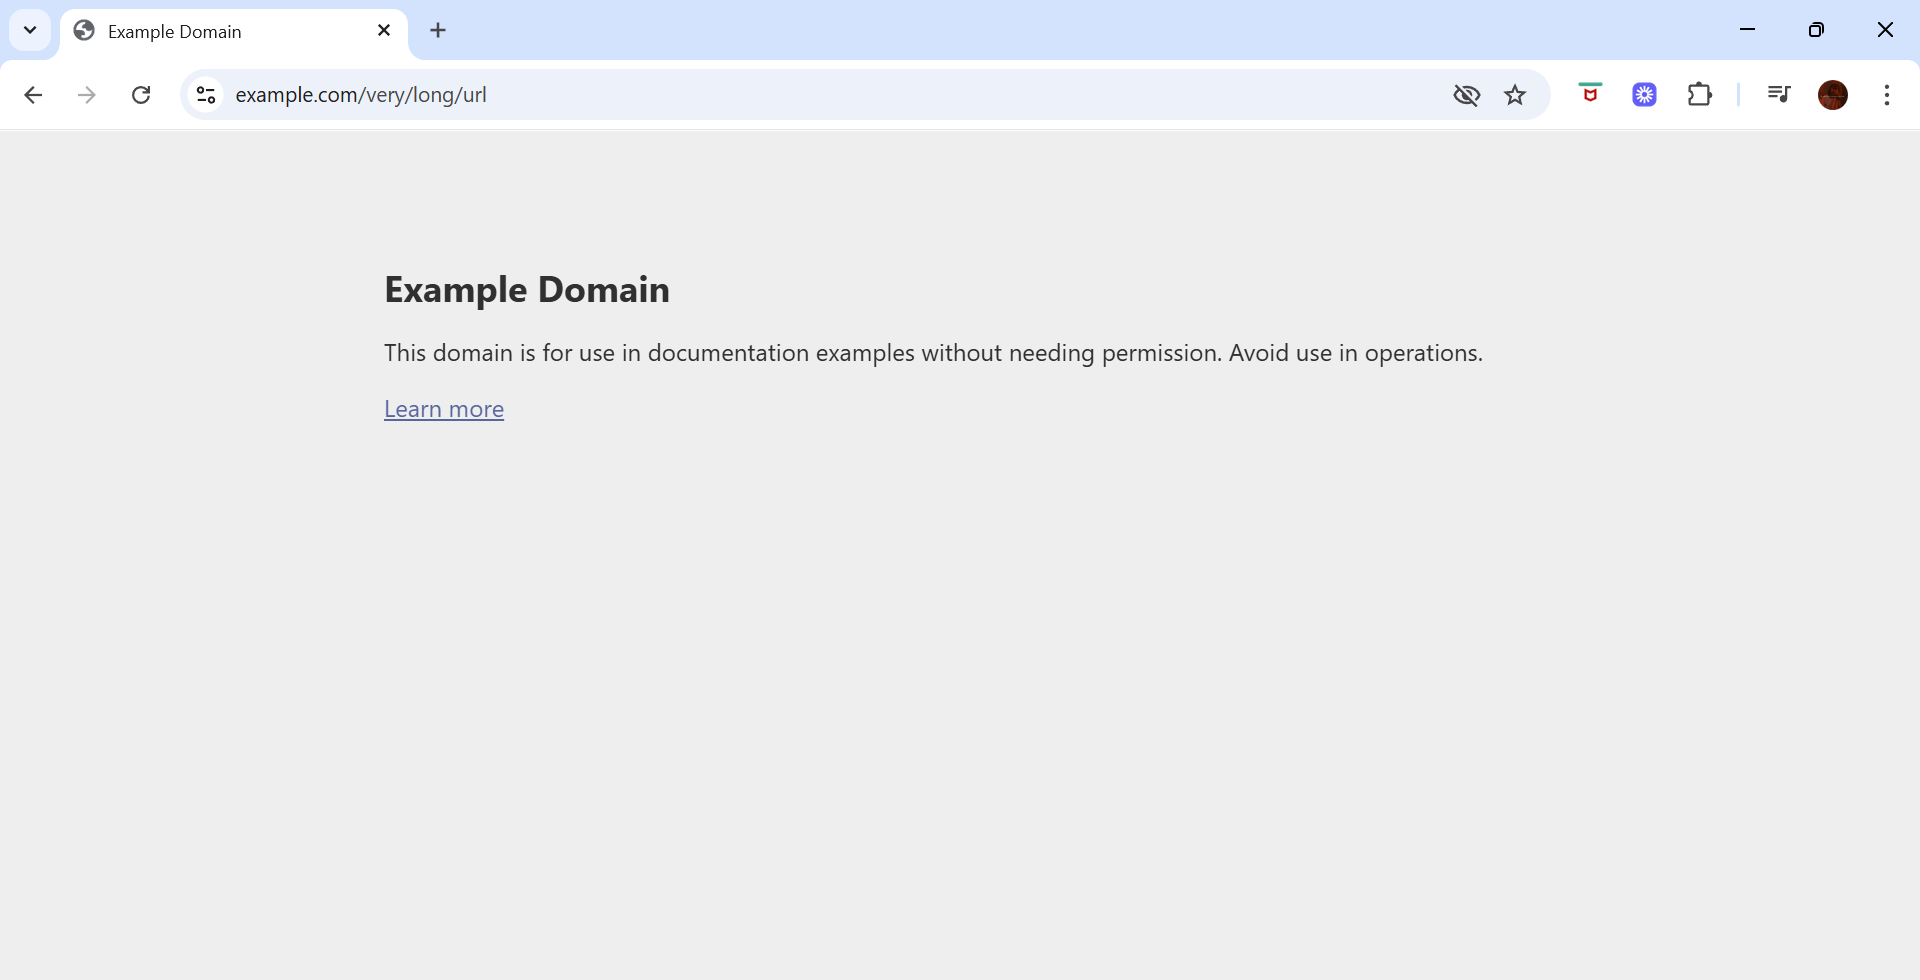 Example Domain
example.com/very/long/url
Example Domain
This domain is for use in documentation examples without needing permission. Avoid use in operations.
Learn more